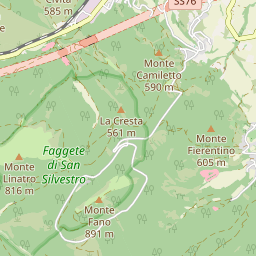 Civita
585 m
SS76
Monte
Camiletto
590 m
La Cresta
561 m
Monte
Fierentino
605 m
Faggete
di San
Silvestro
Monte
Linatro
816 m
Monte
Fano
891 m